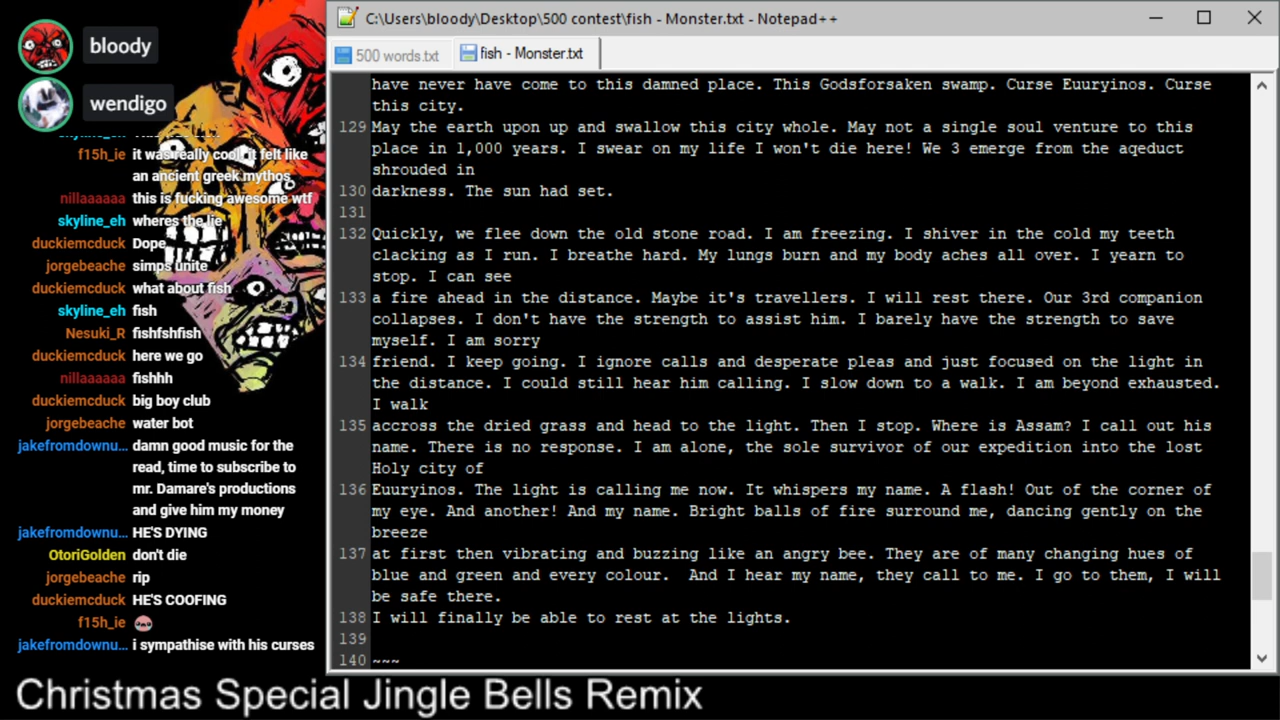 bloody
wendigo
f15h_ie it was really cool it felt like
an ancient greek mythos
nillaaaaaa this is fucking awesome wtf
skyline_eh wheres the lie
duckiemcduck Dope
jorgebeache simps unite
duckiemcduck what about fish
skyline_eh fish
Nesuki_R fishfshfish
duckiemcduck here we go
nillaaaaaa fishhh
duckiemcduck big boy club
jorgebeache water bot
jakefromdownu... damn good music for the
read, time to subscribe to
mr. Damare's productions
and give him my money
jakefromdownu... HE'S DYING
OtoriGolden don't die
jorgebeache rip
duckiemcduck HE'S COOFING
f15h_ie
jakefromdownu... i sympathise with his curses
C:\Users\bloody\Desktop\500 contest\fish - Monster.txt - Notepad++
500 words.txt
fish - Monster.txt
have never have come to this damned place. This Godsforsaken swamp. Curse Euuryinos. Curse
this city.
129 May the earth upon up and swallow this city whole. May not a single soul venture to this
place in 1,000 years. I swear on my life I won't die here! We 3 emerge from the aqeduct
shrouded in
130 darkness. The sun had set.
131
132 Quickly, we flee down the old stone road. I am freezing. I shiver in the cold my teeth
clacking as I run. I breathe hard. My lungs burn and my body aches all over. I yearn to
stop. I can see
133 a fire ahead in the distance. Maybe it's travellers. I will rest there. Our 3rd companion
collapses. I don't have the strength to assist him. I barely have the strength to save
myself. I am sorry
134 friend. I keep going. I ignore calls and desperate pleas and just focused on the light in
the distance. I could still hear him calling. I slow down to a walk. I am beyond exhausted.
I walk
135 accross the dried grass and head to the light. Then I stop. Where is Assam? I call out his
name. There is no response. I am alone, the sole survivor of our expedition into the lost
Holy city of
136 Euuryinos. The light is calling me now. It whispers my name. A flash! Out of the corner of
my eye. And another! And my name. Bright balls of fire surround me, dancing gently on the
breeze
137 at first then vibrating and buzzing like an angry bee. They are of many changing hues of
blue and green and every colour.  And I hear my name, they call to me. I go to them, I will
be safe there.
138 I will finally be able to rest at the lights.
139
140 ~~~
Christmas Special Jingle Bells Remix